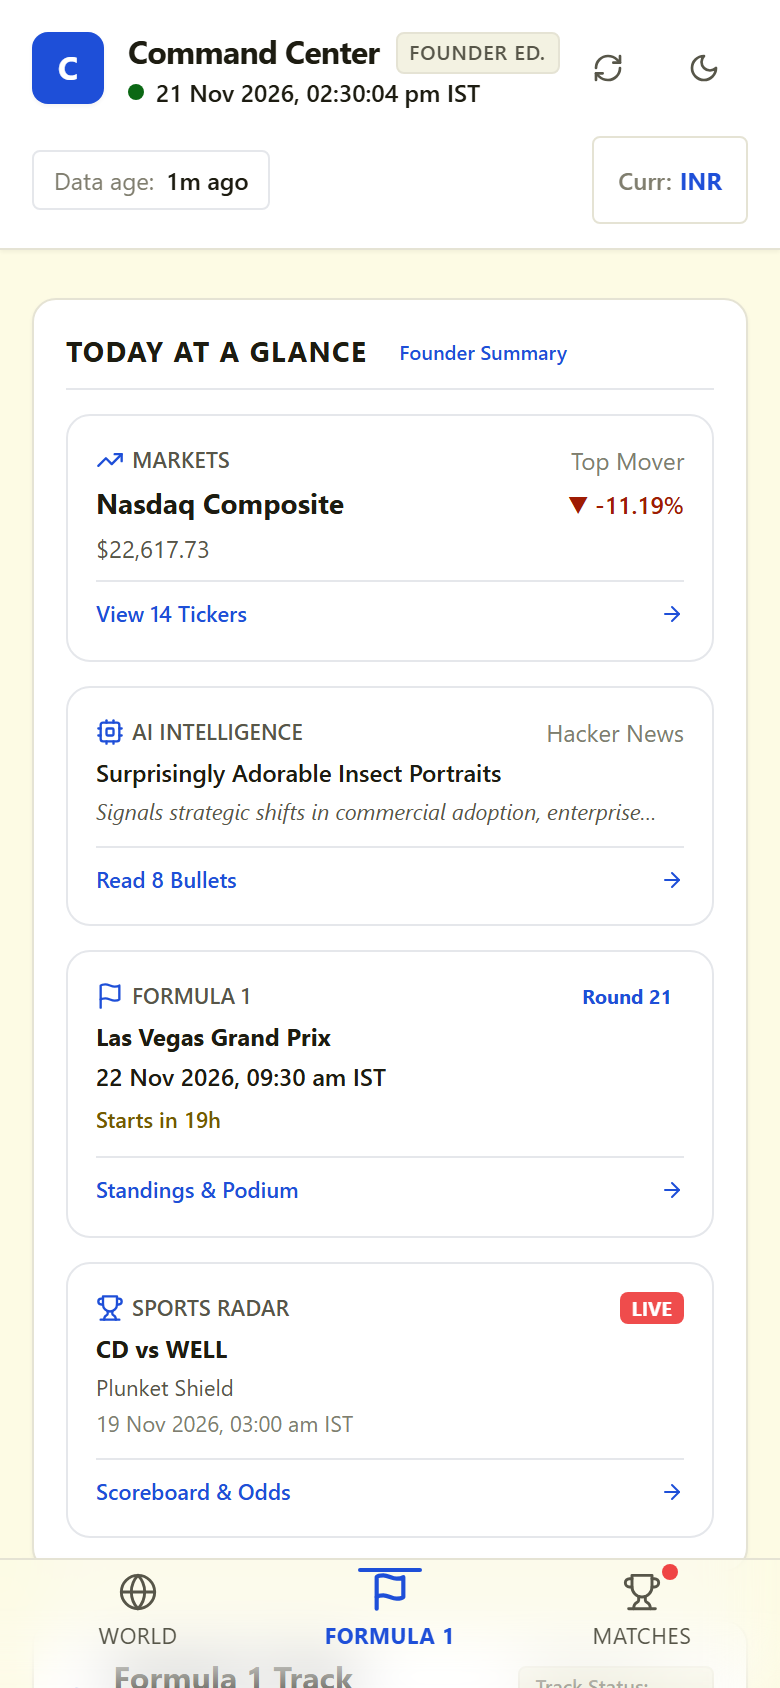 C
Command Center
FOUNDER ED.
21 Nov 2026, 02:30:04 pm IST
Data age: 1m ago
Curr: INR
TODAY AT A GLANCE
Founder Summary
MARKETS
Top Mover
Nasdaq Composite
▼ -11.19%
$22,617.73
View 14 Tickers
AI INTELLIGENCE
Hacker News
Surprisingly Adorable Insect Portraits
Signals strategic shifts in commercial adoption, enterprise...
Read 8 Bullets
FORMULA 1
Round 21
Las Vegas Grand Prix
22 Nov 2026, 09:30 am IST
Starts in 19h
Standings & Podium
SPORTS RADAR
LIVE
CD vs WELL
Plunket Shield
19 Nov 2026, 03:00 am IST
Scoreboard & Odds
WORLD
FORMULA 1
MATCHES
Formula 1 Track
Track Status: